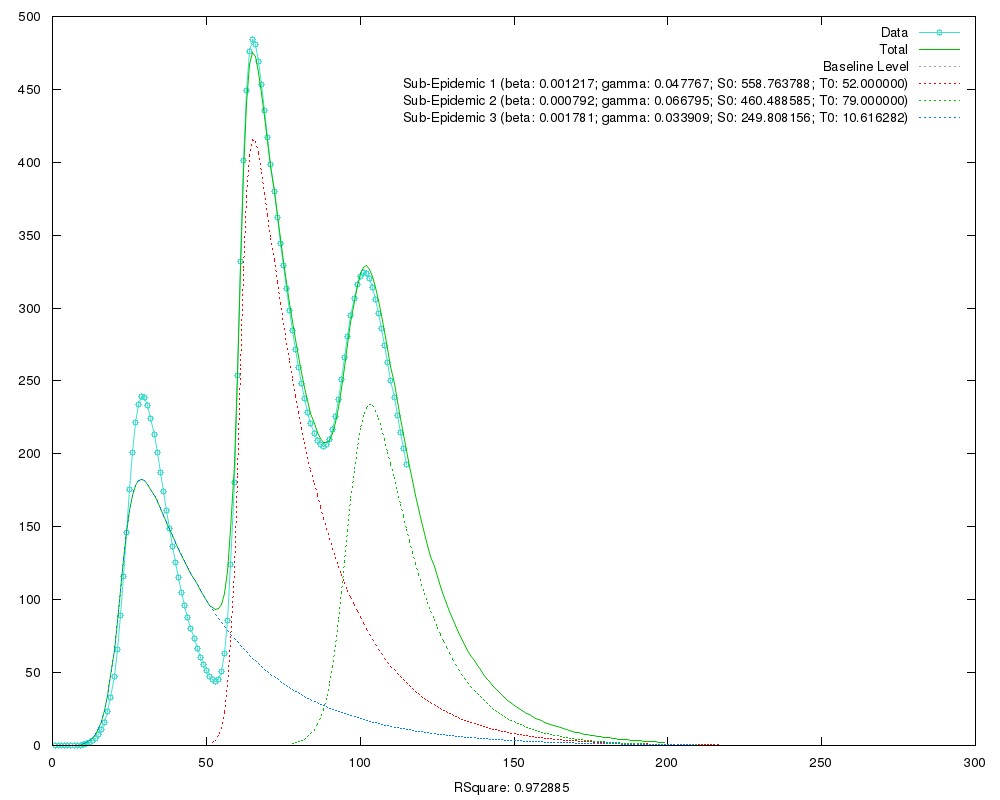 500
450
400
350
300
250
200
150
100
50
0
0 50 100 150 200 250 300
Data
Total
Baseline Level
Sub-Epidemic 1 (beta: 0.001217; gamma: 0.047767; S0: 558.763788; T0: 52.000000)
Sub-Epidemic 2 (beta: 0.000792; gamma: 0.066795; S0: 460.488585; T0: 79.000000)
Sub-Epidemic 3 (beta: 0.001781; gamma: 0.033909; S0: 249.808156; T0: 10.616282)
RSquare: 0.972885